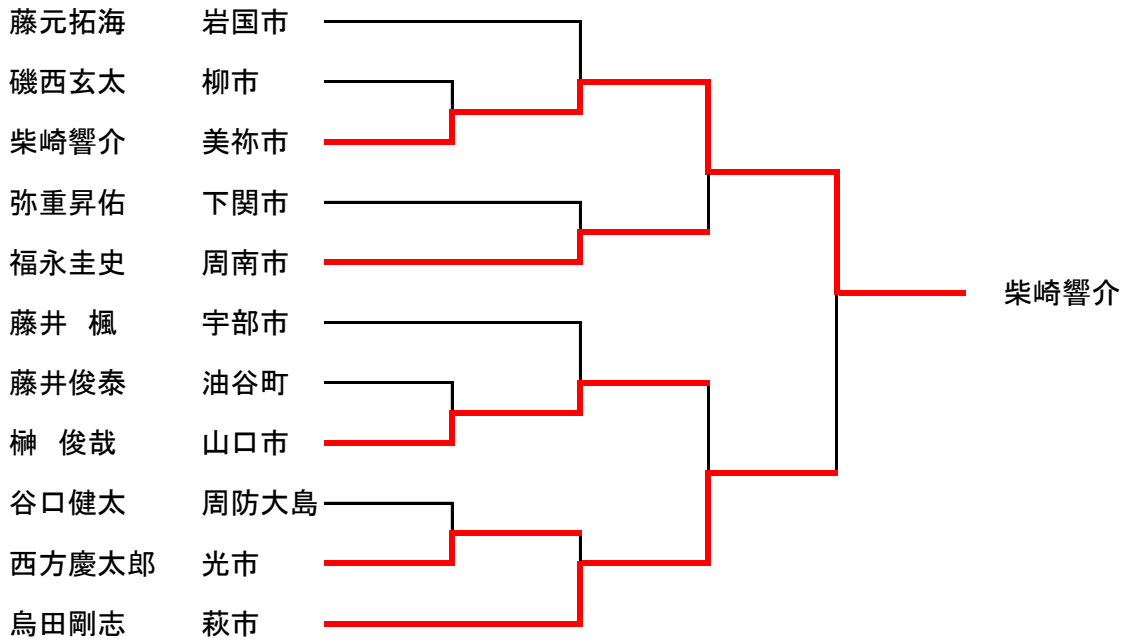 藤元拓海 岩国市
磯西玄太 柳市
柴崎響介 美祢市
弥重昇佑 下関市
福永圭史 周南市
柴崎響介
藤井 楓 宇部市
藤井俊泰 油谷町
榊 俊哉 山口市
谷口健太 周防大島
西方慶太郎 光市
烏田剛志 萩市